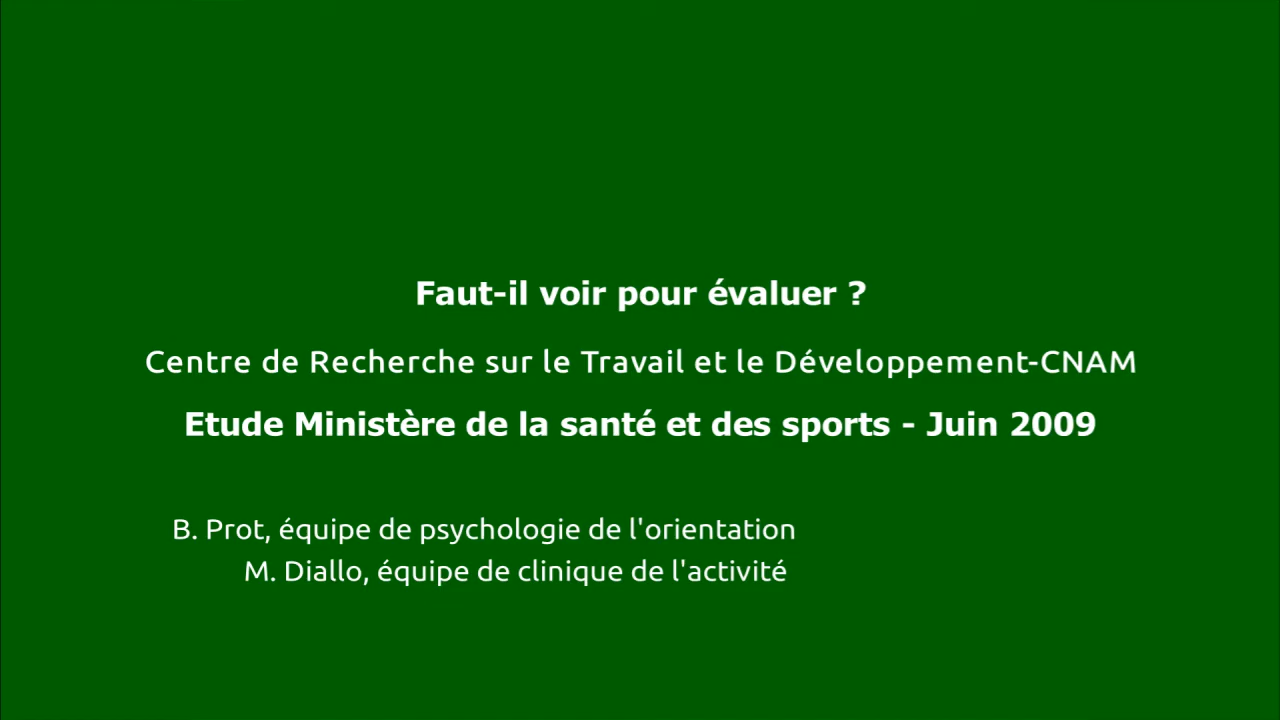 Faut-il voir pour évaluer ?
Centre de Recherche sur le Travail et le Développement-CNAM
Etude Ministère de la santé et des sports - Juin 2009
B. Prot, équipe de psychologie de l'orientation
M. Diallo, équipe de clinique de l'activité